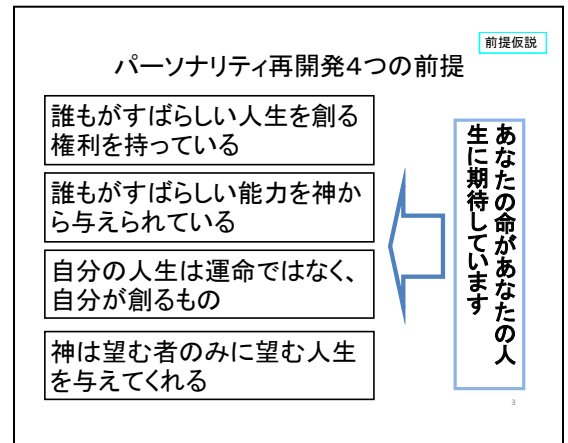 前提仮説
パーソナリティ再開発4つの前提
誰もがすばらしい人生を創る
権利を持っている
誰もがすばらしい能力を神か
ら与えられている
自分の人生は運命ではなく、
自分が創るもの
神は望む者のみに望む人生
を与えてくれる
あなたの命があなたの人
生に期待しています
3